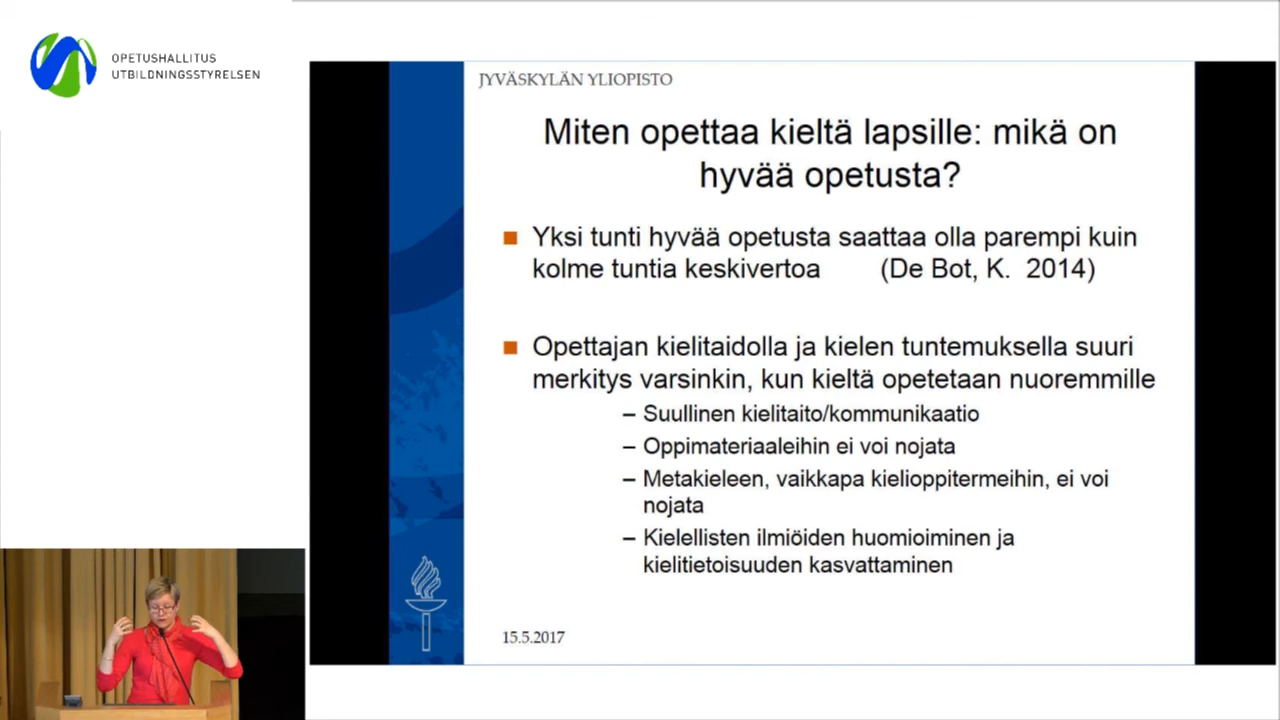 OPETUSHALLITUS
UTBILDNINGSSTYRELSEN
JYVÄSKYLÄN YLIOPISTO
Miten opettaa kieltä lapsille: mikä on
hyvää opetusta?
Yksi tunti hyvää opetusta saattaa olla parempi kuin
kolme tuntia keskivertoa (De Bot, K. 2014)
Opettajan kielitaidolla ja kielen tuntemuksella suuri
merkitys varsinkin, kun kieltä opetetaan nuoremmille
– Suullinen kielitaito/kommunikaatio
– Oppimateriaaleihin ei voi nojata
– Metakieleen, vaikkapa kielioppitermeihin, ei voi
nojata
– Kielellisten ilmiöiden huomioiminen ja
kielitietoisuuden kasvattaminen
15.5.2017